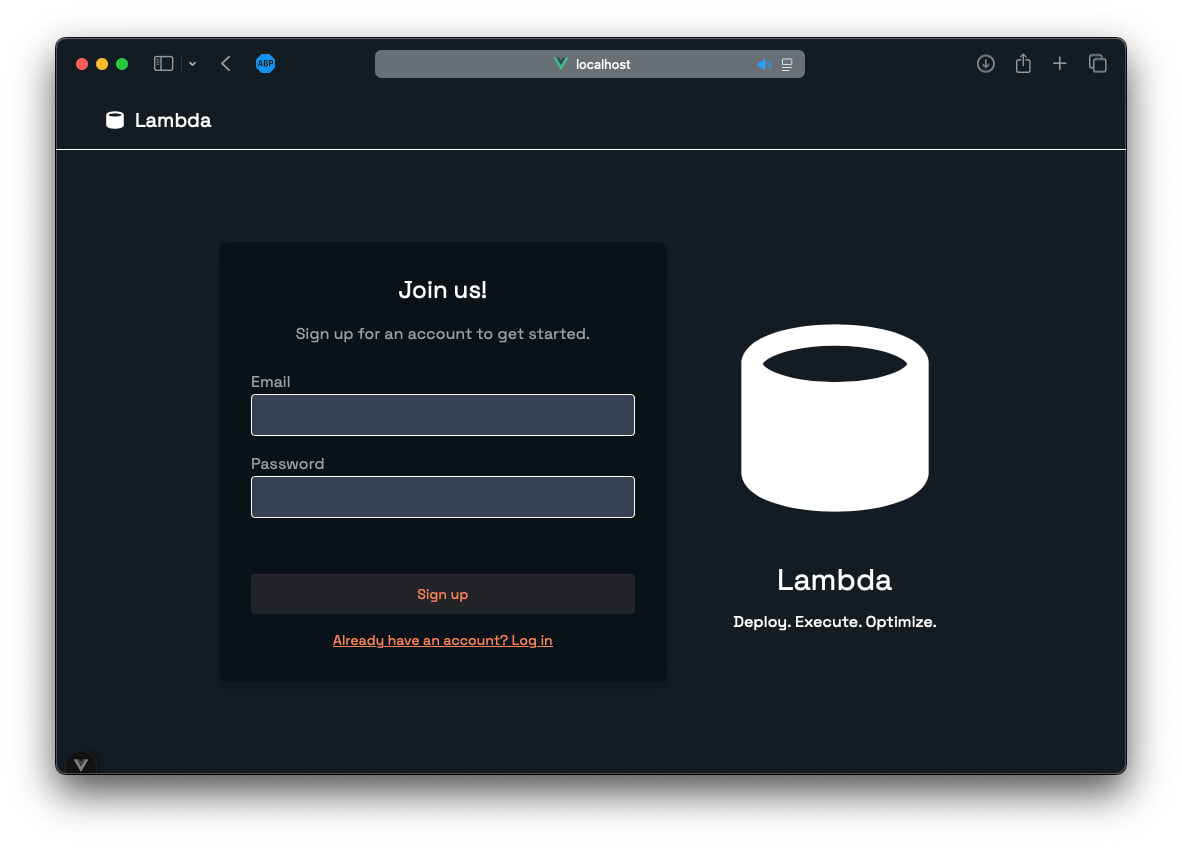 ABP
localhost
Lambda
Join us!
Sign up for an account to get started.
Email
Password
Sign up
Already have an account? Log in
Lambda
Deploy. Execute. Optimize.